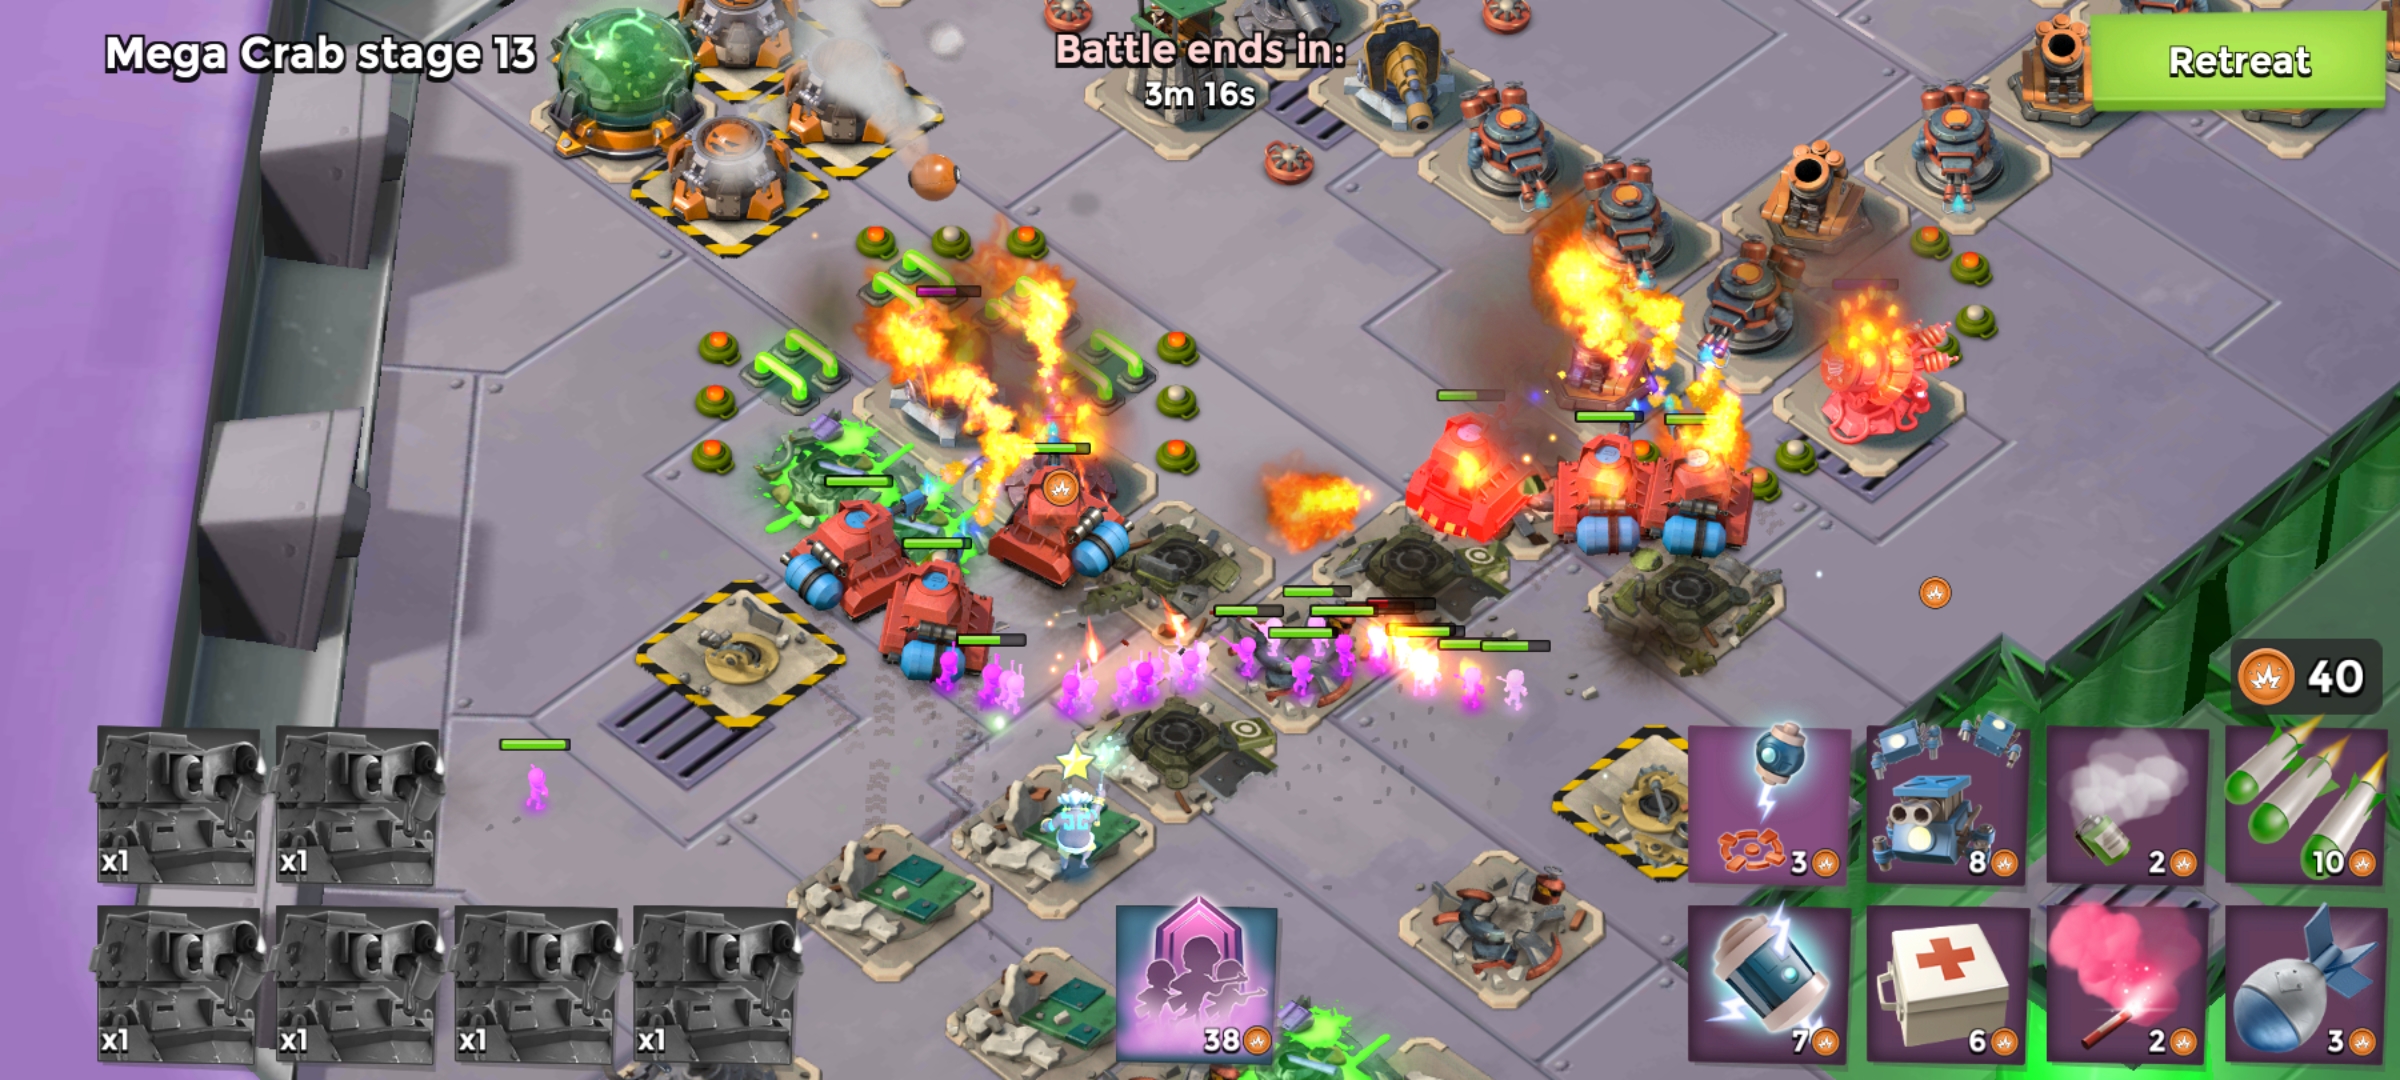 Mega Crab stage 13
Battle ends in:
3m 16s
Retreat
40
x1
x1
3
8
2
10
x1
x1
x1
x1
38
7
6
2
3